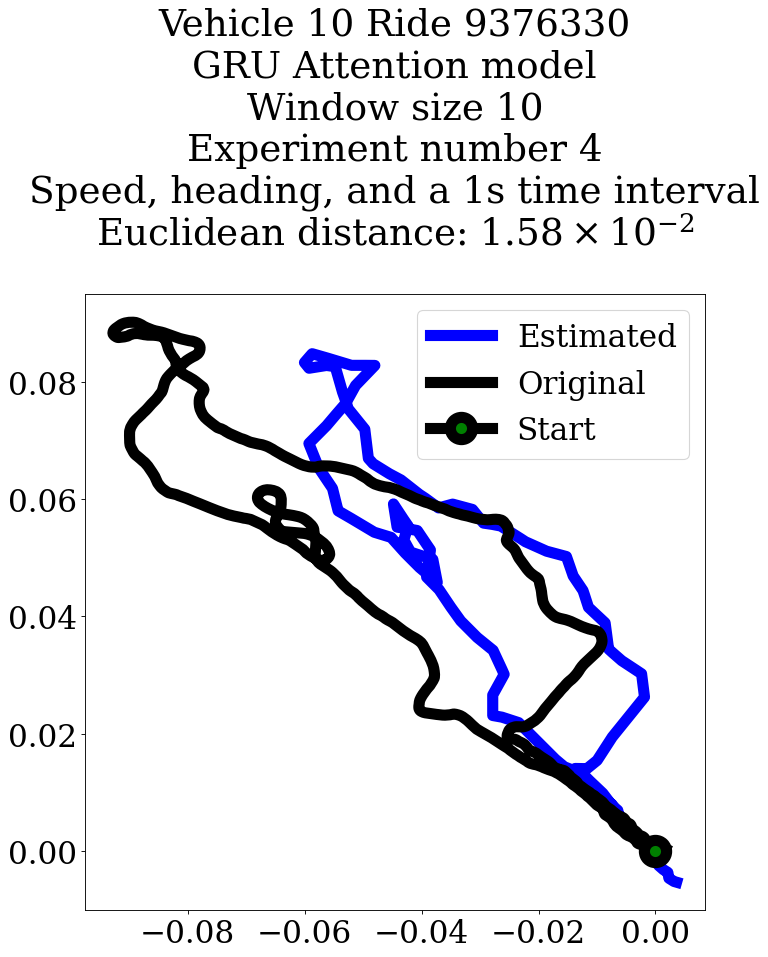 Vehicle 10 Ride 9376330
GRU Attention model
Window size 10
Experiment number 4
Speed, heading, and a 1s time interval
Euclidean distance: 1.58 × 10⁻²
Estimated
Original
Start
0.08
0.06
0.04
0.02
0.00
−0.08 −0.06 −0.04 −0.02 0.00